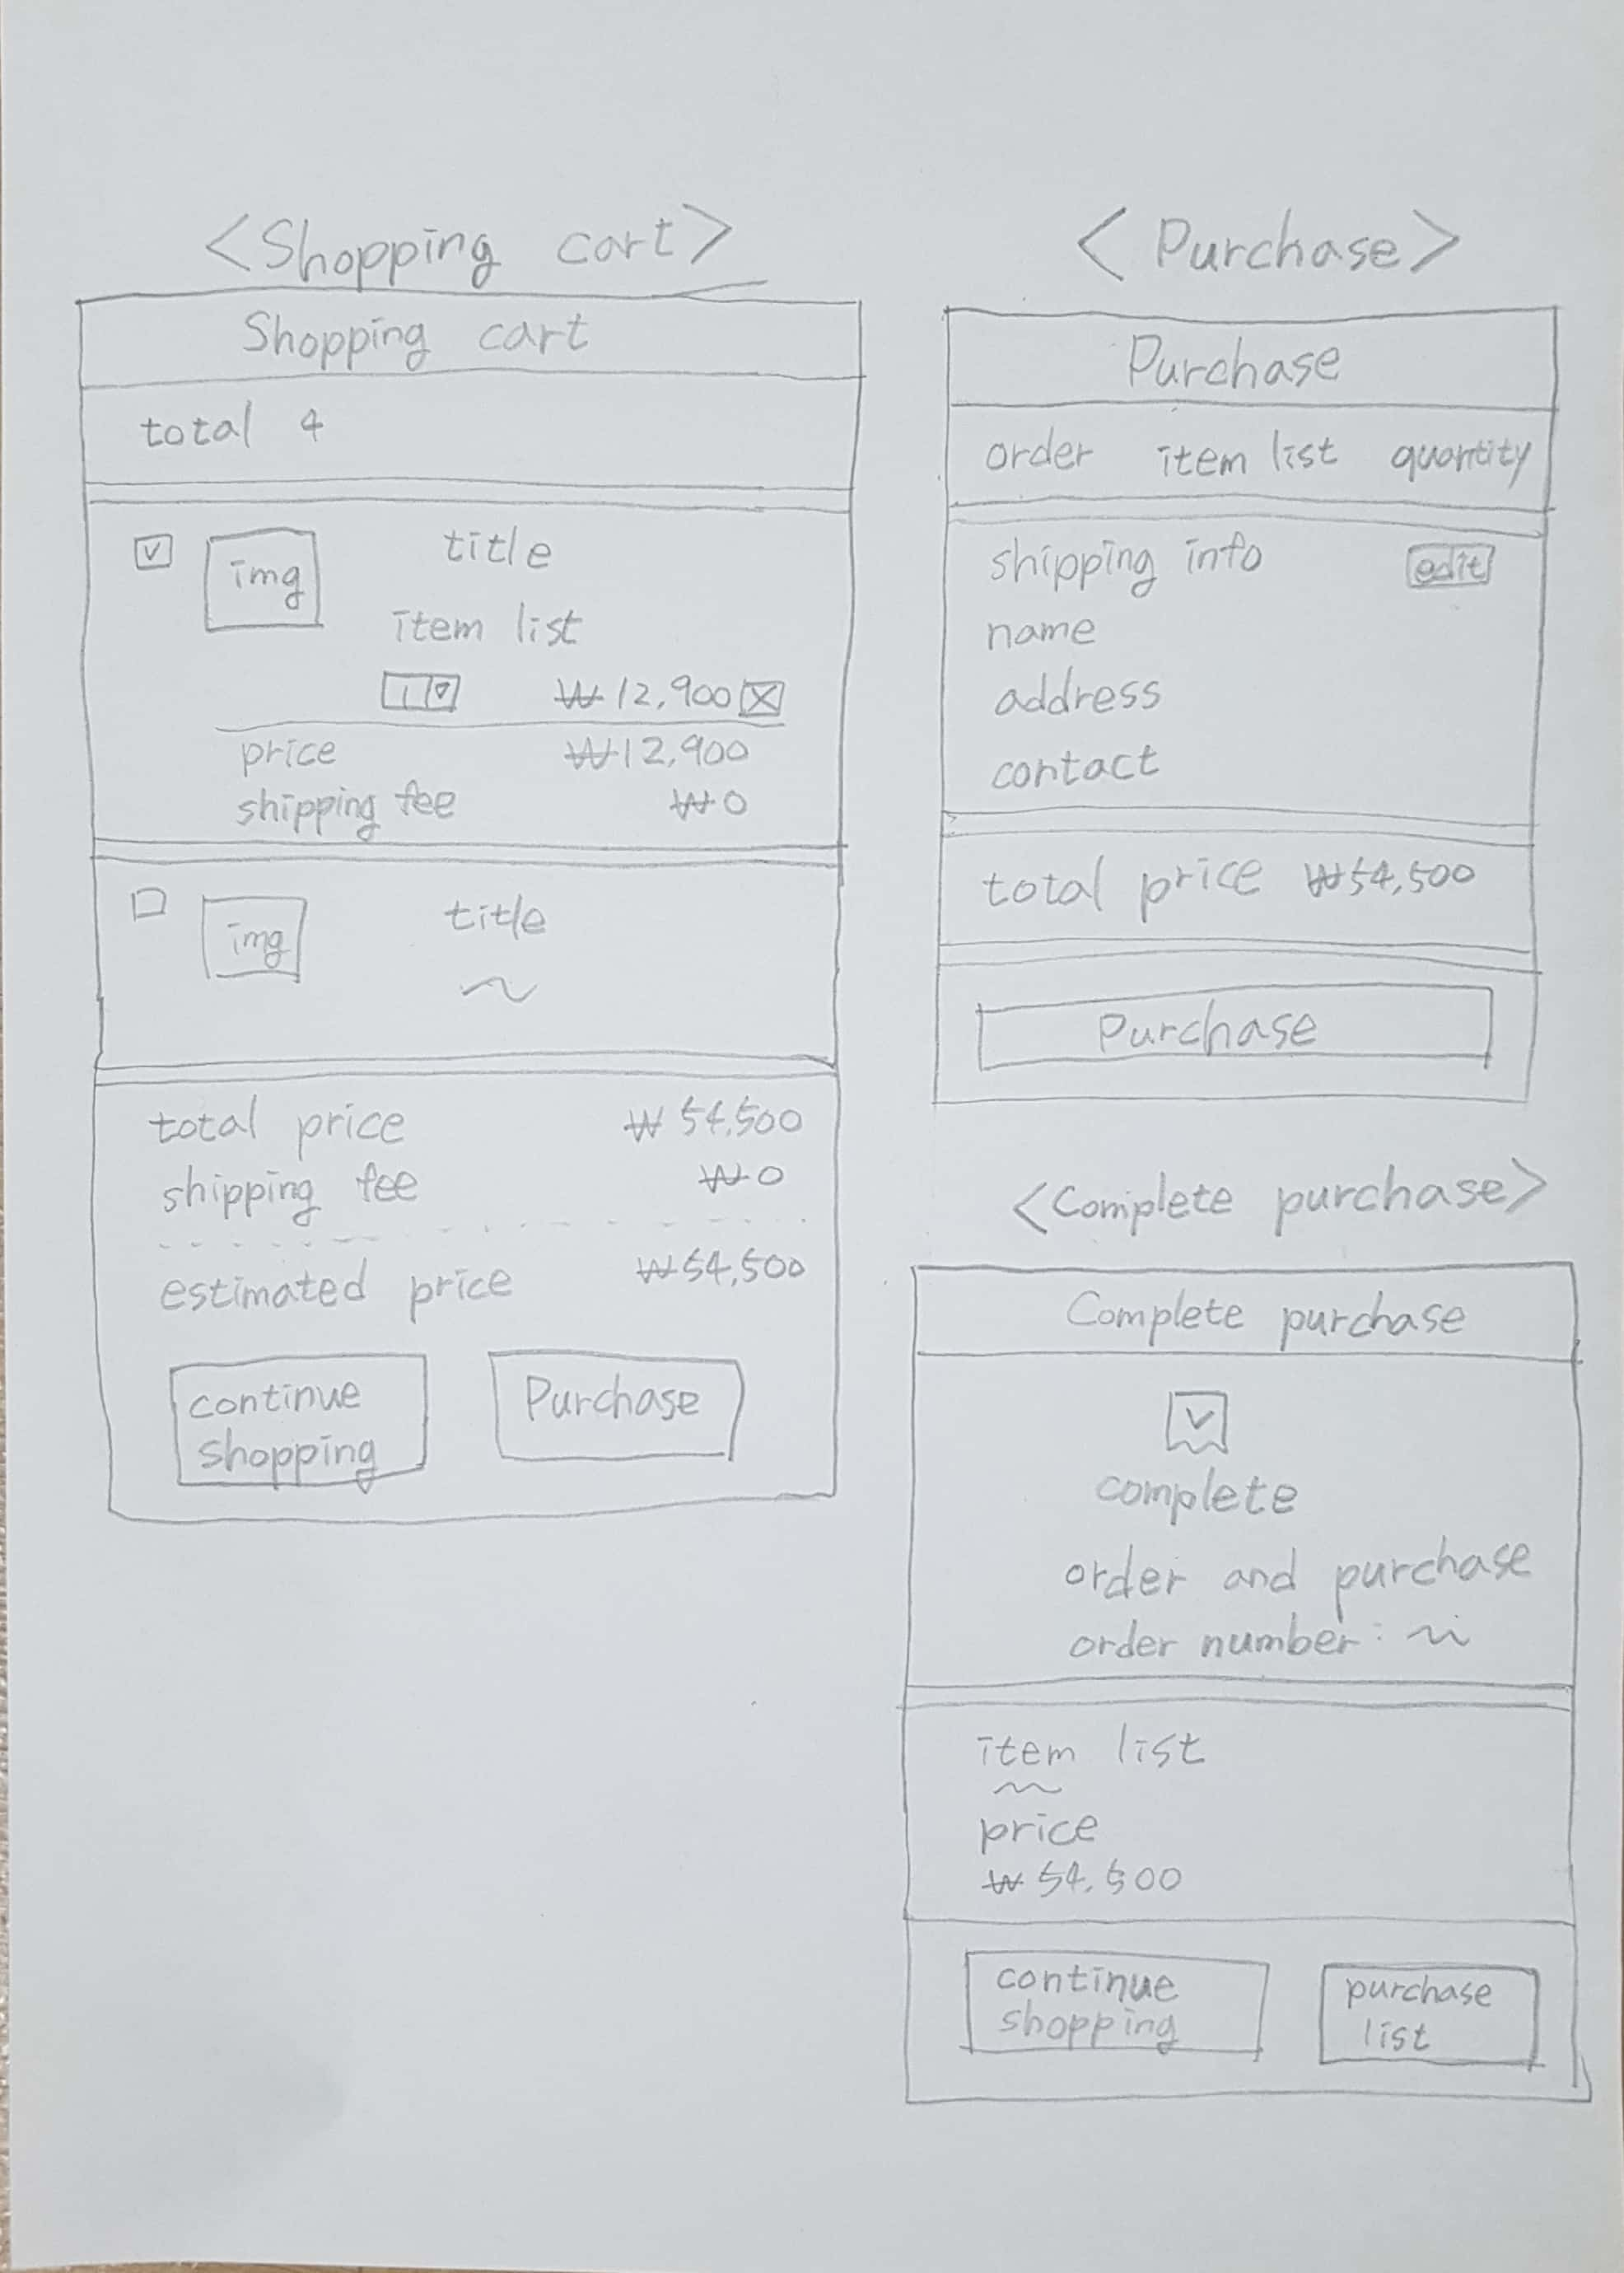 <Shopping cart>
Shopping cart
total 4
img
title
item list
1
₩12,900
price ₩12,900
shipping fee ₩0
img
title
total price ₩54,500
shipping fee ₩0
estimated price ₩54,500
continue
shopping
Purchase
<Purchase>
Purchase
order item list quantity
shipping info edit
name
address
contact
total price ₩54,500
Purchase
<Complete purchase>
Complete purchase
complete
order and purchase
order number:
item list
price
₩54,500
continue
shopping
purchase
list